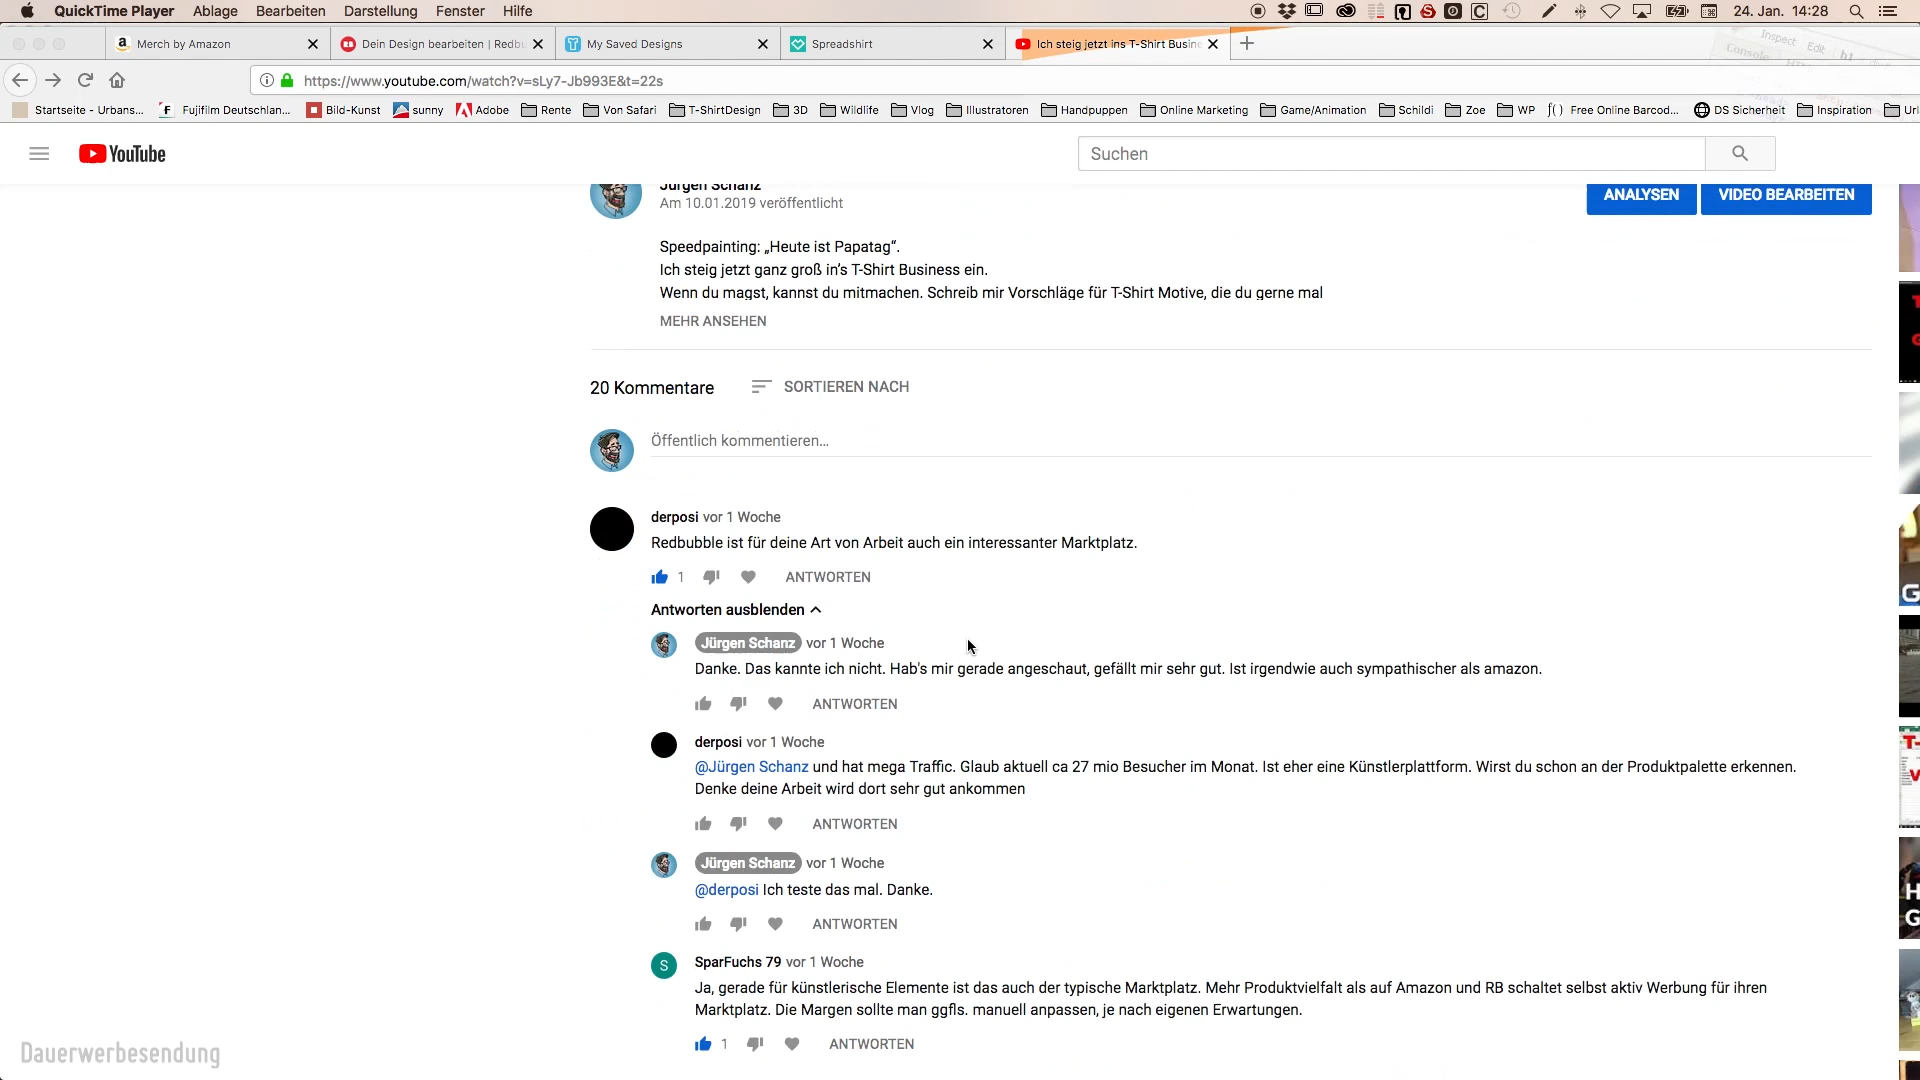 QuickTime Player Ablage Bearbeiten Darstellung Fenster Hilfe 24. Jan. 14:28
Merch by Amazon Dein Design bearbeiten | Redbu My Saved Designs Spreadshirt Ich steig jetzt ins T-Shirt Busine
Inspect Edit
Console
https://www.youtube.com/watch?v=sLy7-Jb993E&t=22s
Startseite - Urbans... Fujifilm Deutschlan... Bild-Kunst sunny Adobe Rente Von Safari T-ShirtDesign 3D Wildlife Vlog Illustratoren Handpuppen Online Marketing Game/Animation Schildi Zoe WP Free Online Barcod... DS Sicherheit Inspiration Url
YouTube Suchen
Jürgen Schanz
Am 10.01.2019 veröffentlicht
ANALYSEN VIDEO BEARBEITEN
Speedpainting: „Heute ist Papatag“.
Ich steig jetzt ganz groß in’s T-Shirt Business ein.
Wenn du magst, kannst du mitmachen. Schreib mir Vorschläge für T-Shirt Motive, die du gerne mal
MEHR ANSEHEN
20 Kommentare SORTIEREN NACH
Öffentlich kommentieren...
derposi vor 1 Woche
Redbubble ist für deine Art von Arbeit auch ein interessanter Marktplatz.
1 ANTWORTEN
Antworten ausblenden
Jürgen Schanz vor 1 Woche
Danke. Das kannte ich nicht. Hab's mir gerade angeschaut, gefällt mir sehr gut. Ist irgendwie auch sympathischer als amazon.
ANTWORTEN
derposi vor 1 Woche
@Jürgen Schanz und hat mega Traffic. Glaub aktuell ca 27 mio Besucher im Monat. Ist eher eine Künstlerplattform. Wirst du schon an der Produktpalette erkennen.
Denke deine Arbeit wird dort sehr gut ankommen
ANTWORTEN
Jürgen Schanz vor 1 Woche
@derposi Ich teste das mal. Danke.
ANTWORTEN
S SparFuchs 79 vor 1 Woche
Ja, gerade für künstlerische Elemente ist das auch der typische Marktplatz. Mehr Produktvielfalt als auf Amazon und RB schaltet selbst aktiv Werbung für ihren
Marktplatz. Die Margen sollte man ggfls. manuell anpassen, je nach eigenen Erwartungen.
1 ANTWORTEN
Dauerwerbesendung